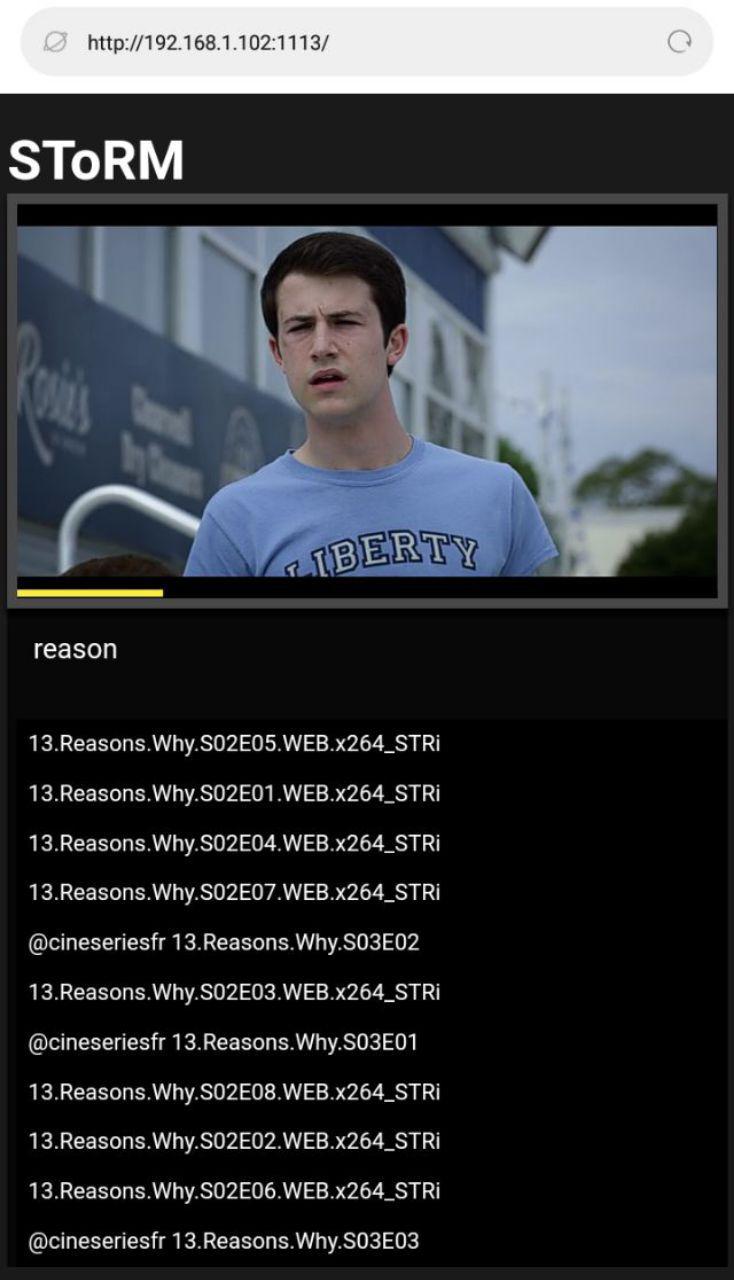 http://192.168.1.102:1113/
SToRM
Rosie's
Cleanwell
Dry Cleaners
LIBERTY
reason
13.Reasons.Why.S02E05.WEB.x264_STRi
13.Reasons.Why.S02E01.WEB.x264_STRi
13.Reasons.Why.S02E04.WEB.x264_STRi
13.Reasons.Why.S02E07.WEB.x264_STRi
@cineseriesfr 13.Reasons.Why.S03E02
13.Reasons.Why.S02E03.WEB.x264_STRi
@cineseriesfr 13.Reasons.Why.S03E01
13.Reasons.Why.S02E08.WEB.x264_STRi
13.Reasons.Why.S02E02.WEB.x264_STRi
13.Reasons.Why.S02E06.WEB.x264_STRi
@cineseriesfr 13.Reasons.Why.S03E03